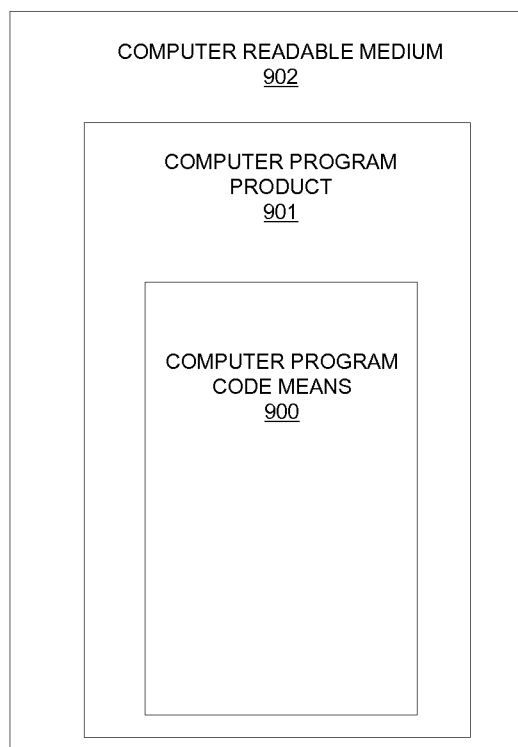 COMPUTER READABLE MEDIUM
902
COMPUTER PROGRAM
PRODUCT
901
COMPUTER PROGRAM
CODE MEANS
900